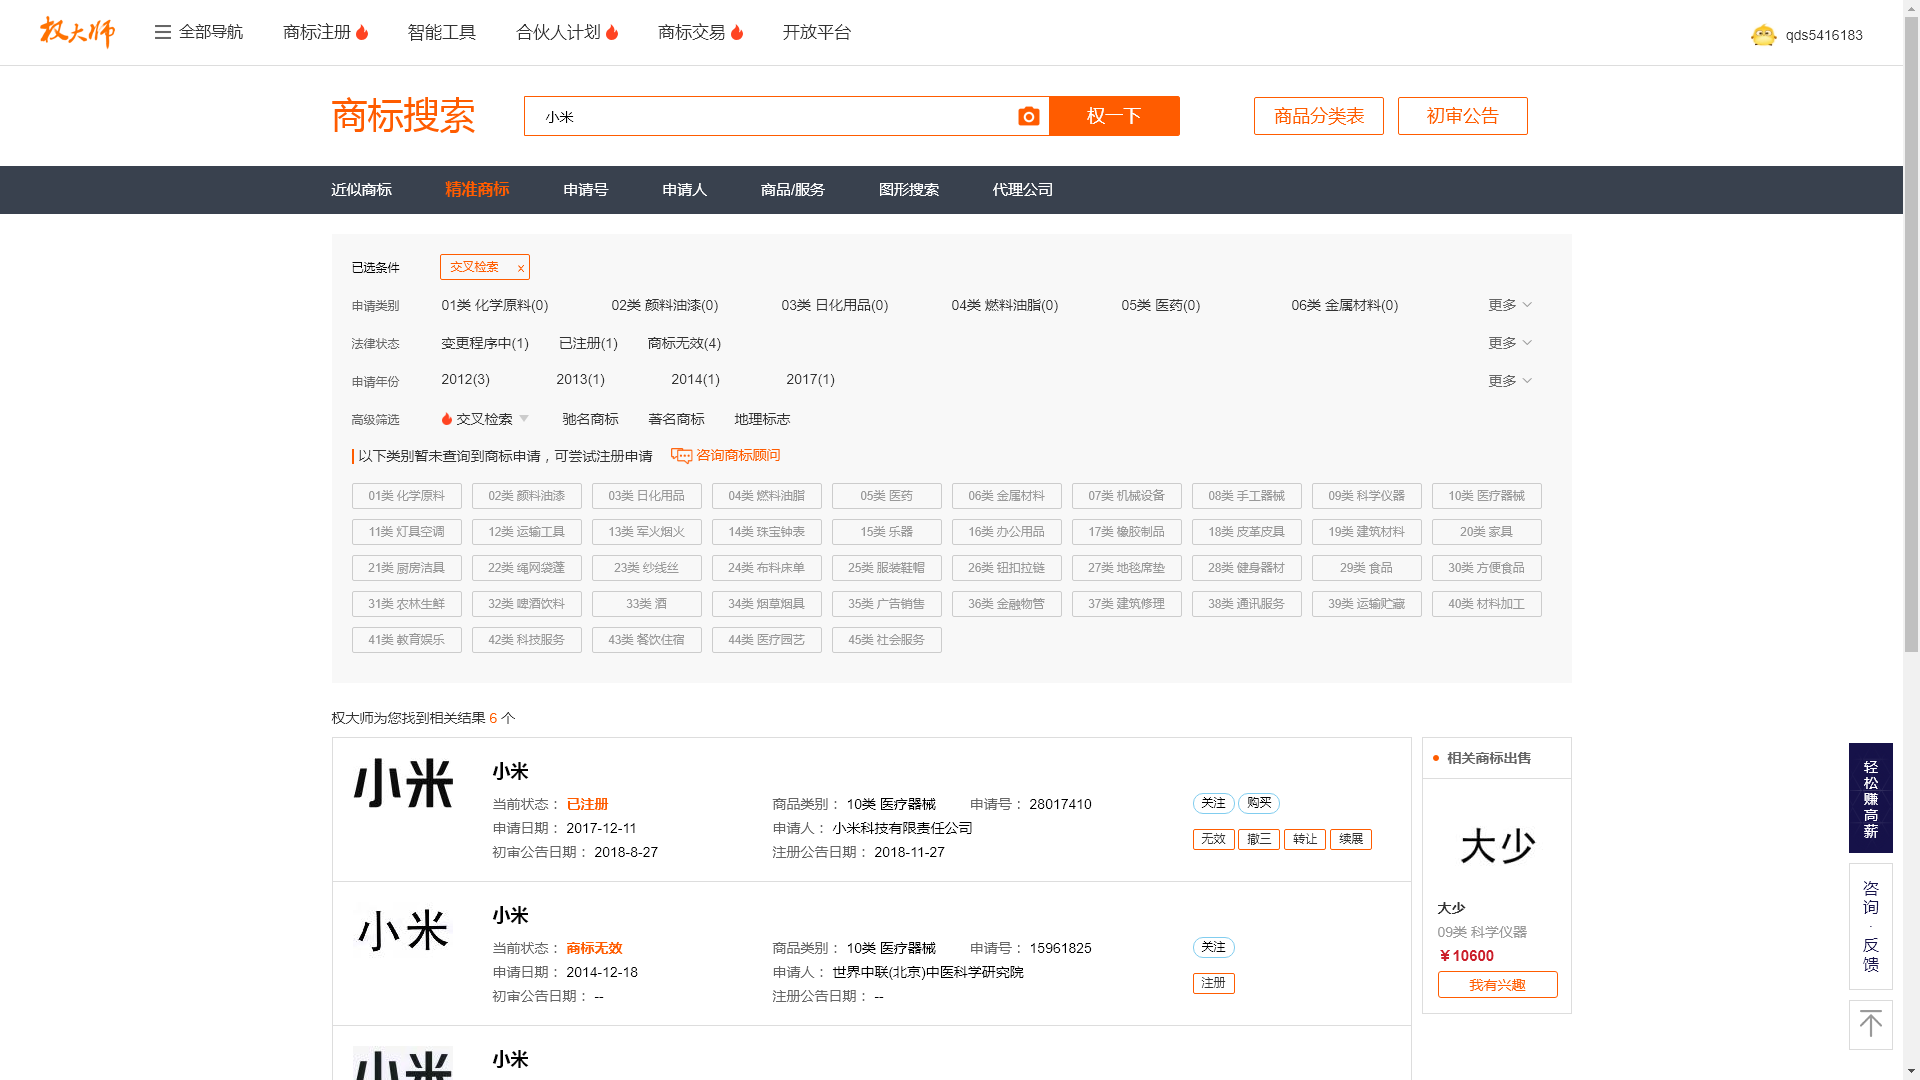 权大师 全部导航 商标注册 智能工具 合伙人计划 商标交易 开放平台 qds5416183
商标搜索 小米 权一下 商品分类表 初审公告
近似商标 精准商标 申请号 申请人 商品/服务 图形搜索 代理公司
已选条件 交叉检索 x
申请类别 01类 化学原料(0) 02类 颜料油漆(0) 03类 日化用品(0) 04类 燃料油脂(0) 05类 医药(0) 06类 金属材料(0) 更多
法律状态 变更程序中(1) 已注册(1) 商标无效(4) 更多
申请年份 2012(3) 2013(1) 2014(1) 2017(1) 更多
高级筛选 交叉检索 驰名商标 著名商标 地理标志
以下类别暂未查询到商标申请，可尝试注册申请 咨询商标顾问
01类 化学原料 02类 颜料油漆 03类 日化用品 04类 燃料油脂 05类 医药 06类 金属材料 07类 机械设备 08类 手工器械 09类 科学仪器 10类 医疗器械
11类 灯具空调 12类 运输工具 13类 军火烟火 14类 珠宝钟表 15类 乐器 16类 办公用品 17类 橡胶制品 18类 皮革皮具 19类 建筑材料 20类 家具
21类 厨房洁具 22类 绳网袋篷 23类 纱线丝 24类 布料床单 25类 服装鞋帽 26类 钮扣拉链 27类 地毯席垫 28类 健身器材 29类 食品 30类 方便食品
31类 农林生鲜 32类 啤酒饮料 33类 酒 34类 烟草烟具 35类 广告销售 36类 金融物管 37类 建筑修理 38类 通讯服务 39类 运输贮藏 40类 材料加工
41类 教育娱乐 42类 科技服务 43类 餐饮住宿 44类 医疗园艺 45类 社会服务
权大师为您找到相关结果 6 个
小米 小米
当前状态： 已注册 商品类别： 10类 医疗器械 申请号： 28017410 关注 购买
申请日期： 2017-12-11 申请人： 小米科技有限责任公司 无效 撤三 转让 续展
初审公告日期： 2018-8-27 注册公告日期： 2018-11-27
小米 小米
当前状态： 商标无效 商品类别： 10类 医疗器械 申请号： 15961825 关注
申请日期： 2014-12-18 申请人： 世界中联(北京)中医科学研究院 注册
初审公告日期： -- 注册公告日期： --
小米 小米
相关商标出售
大少
大少
09类 科学仪器
￥10600
我有兴趣
轻松赚高薪
咨询·反馈